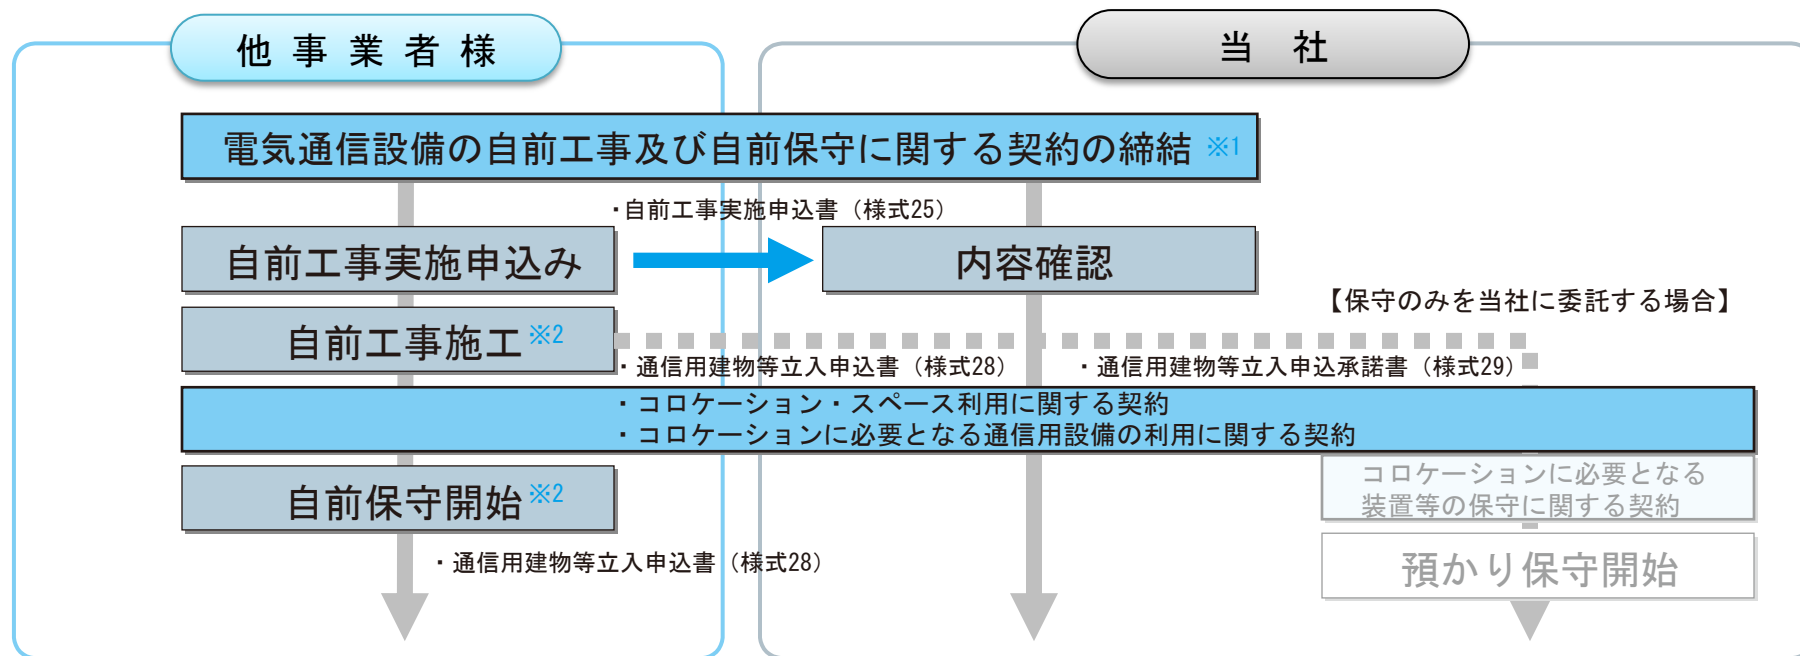 他事業者様
当社
電気通信設備の自前工事及び自前保守に関する契約の締結 ※1
・自前工事実施申込書（様式25）
自前工事実施申込み
内容確認
【保守のみを当社に委託する場合】
自前工事施工※2
・通信用建物等立入申込書（様式28）
・通信用建物等立入申込承諾書（様式29）
・コロケーション・スペース利用に関する契約
・コロケーションに必要となる通信用設備の利用に関する契約
コロケーションに必要となる
装置等の保守に関する契約
自前保守開始※2
・通信用建物等立入申込書（様式28）
預かり保守開始